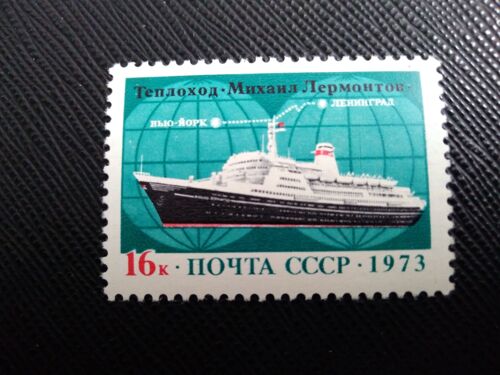 Теплоход · Михаил Лермонтов ·
ЛЕНИНГРАД
НЬЮ-ЙОРК
16к · ПОЧТА СССР · 1973